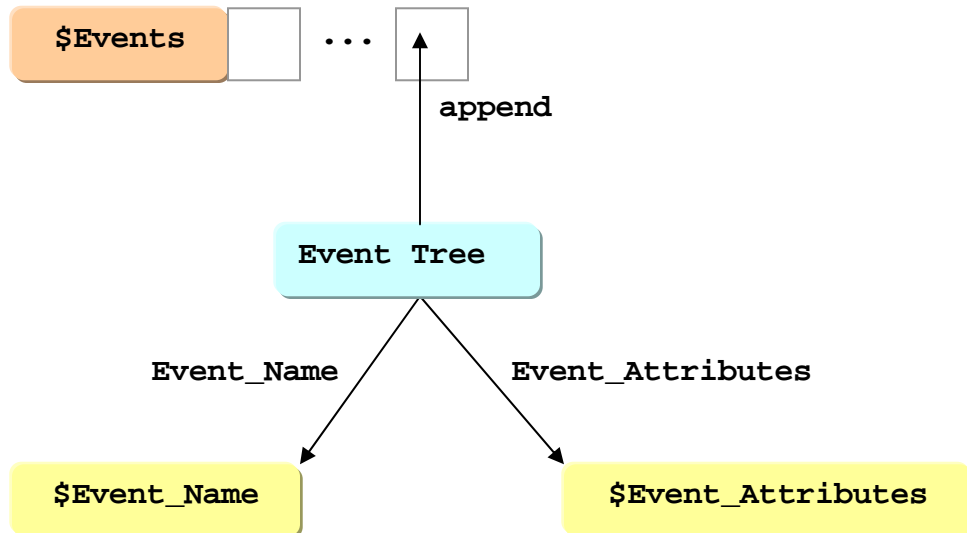 $Events ...
append
Event Tree
Event_Name Event_Attributes
$Event_Name $Event_Attributes